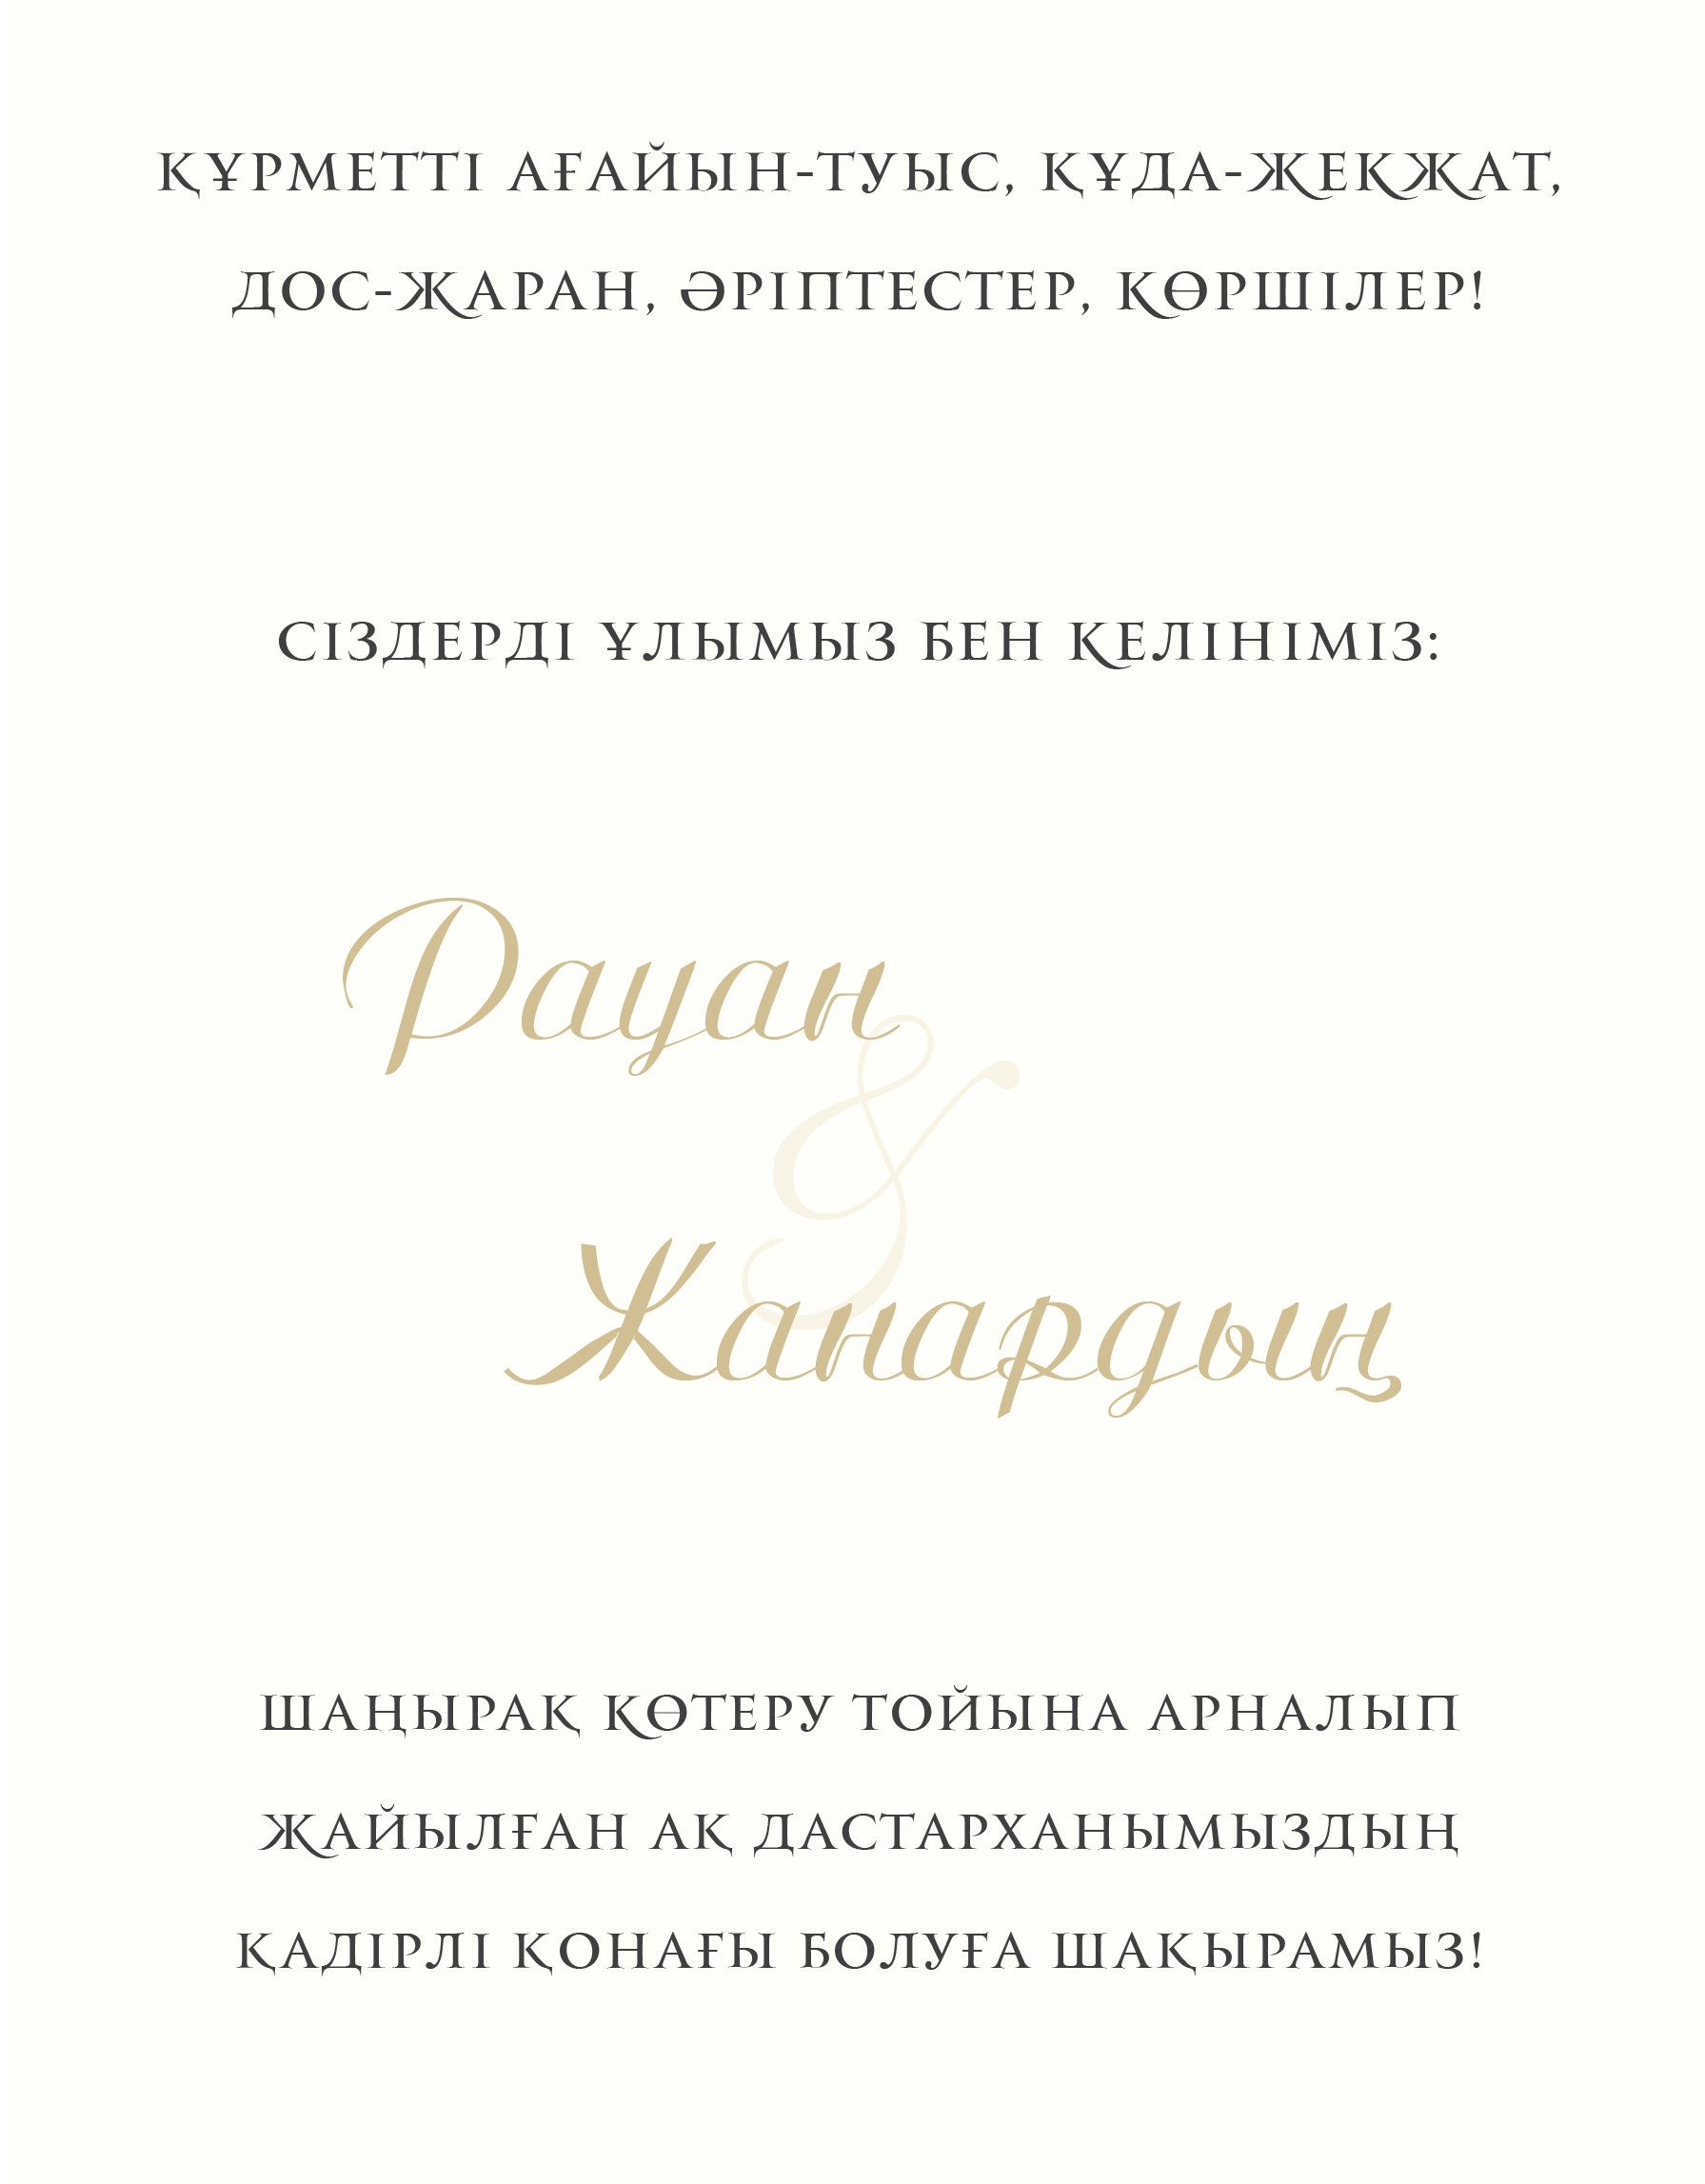 ҚҰРМЕТТІ АҒАЙЫН-ТУЫС, ҚҰДА-ЖЕКЖАТ,
ДОС-ЖАРАН, ӘРІПТЕСТЕР, КӨРШІЛЕР!
СІЗДЕРДІ ҰЛЫМЫЗ БЕН КЕЛІНІМІЗ:
Рауан
&
Жанардың
ШАҢЫРАҚ КӨТЕРУ ТОЙЫНА АРНАЛЫП
ЖАЙЫЛҒАН АҚ ДАСТАРХАНЫМЫЗДЫҢ
ҚАДІРЛІ ҚОНАҒЫ БОЛУҒА ШАҚЫРАМЫЗ!